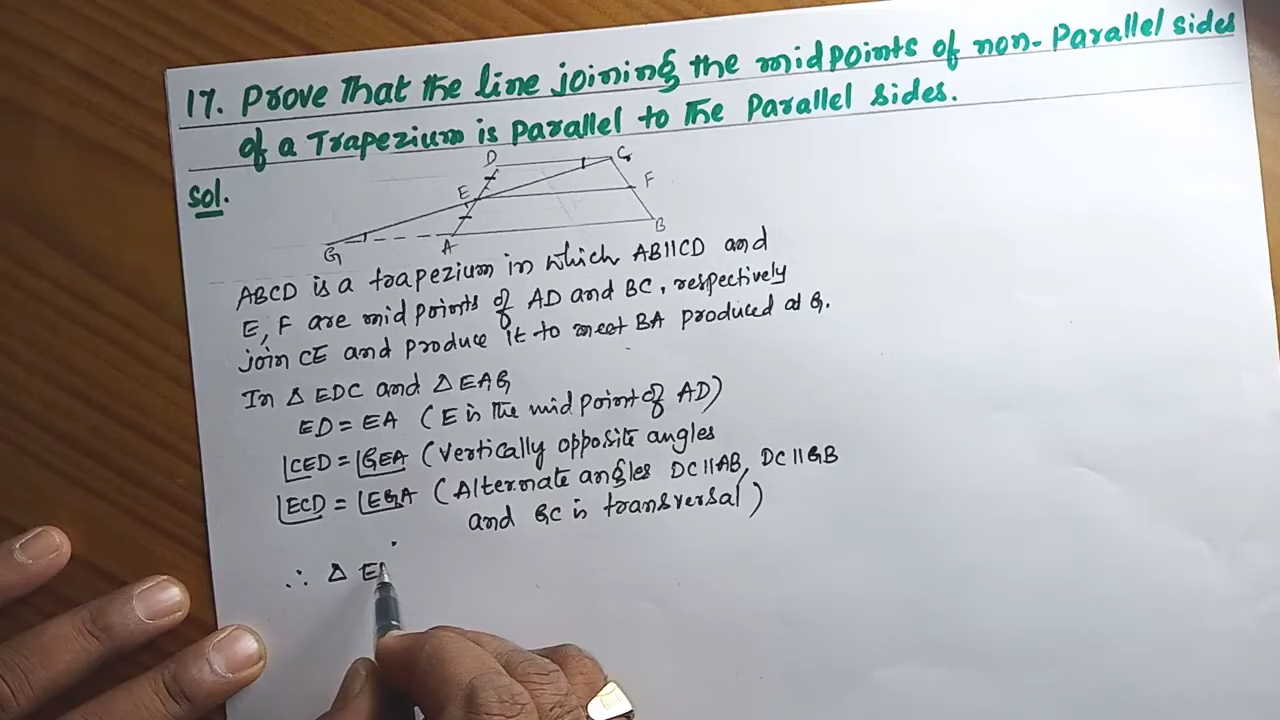 17. Prove That the line joining the midpoints of non-Parallel sides
of a Trapezium is parallel to The Parallel sides.
Sol.
D C
E F
G A B
ABCD is a trapezium in which AB||CD and
E, F are mid points of AD and BC, respectively
join CE and produce it to meet BA produced at G.
In Δ EDC and Δ EAG
ED = EA (E is the mid point of AD)
∠CED = ∠GEA (Vertically opposite angles
∠ECD = ∠EGA (Alternate angles DC||AB, DC||GB
and GC is transversal)
∴ Δ E